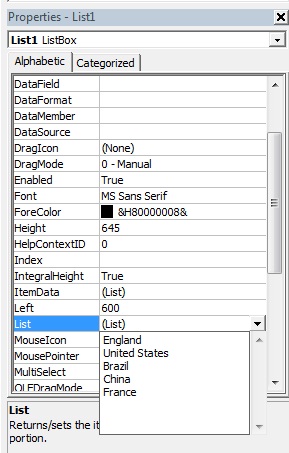 Properties - List1
List1 ListBox
Alphabetic Categorized
DataField
DataFormat
DataMember
DataSource
DragIcon (None)
DragMode 0 - Manual
Enabled True
Font MS Sans Serif
ForeColor &H80000008&
Height 645
HelpContextID 0
Index
IntegralHeight True
ItemData (List)
Left 600
List (List)
MouseIcon England
MousePointer United States
MultiSelect Brazil
OLEDragMode China
France
List
Returns/sets the it
portion.